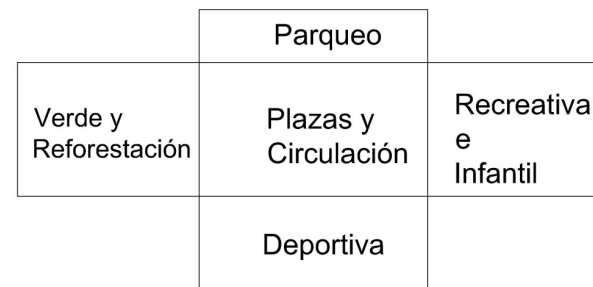 Parqueo
Verde y
Reforestación
Plazas y
Circulación
Recreativa
e
Infantil
Deportiva